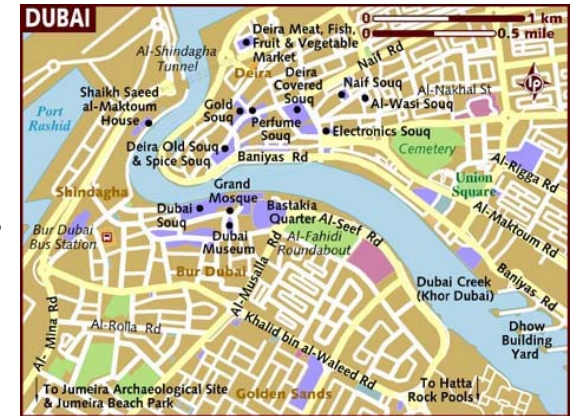 DUBAI
0 1 km
0 0.5 mile
Deira Meat, Fish,
Fruit & Vegetable
Market
Naif Rd
Al-Shindagha
Tunnel
Deira
Deira
Covered
Souq
Naif Souq
Al-Nakhal St
lp
Shaikh Saeed
al-Maktoum
House
Gold
Souq
Al-Wasl Souq
Port
Rashid
Perfume
Souq
Electronics Souq
Deira Old Souq
& Spice Souq
Baniyas Rd
Cemetery
Al-Rigga Rd
Union
Square
Shindagha
Grand
Mosque
Dubai
Souq
Bastakia
Quarter
Al-Seef Rd
Al-Maktoum Rd
Bur Dubai
Bus Station
Dubai
Museum
Al-Fahidi
Roundabout
Bur Dubai
Al-Musalla Rd
Dubai Creek
(Khor Dubai)
Baniyas Rd
Al-Mina Rd
Al-Rolla Rd
Khalid bin al-Waleed Rd
Dhow
Building
Yard
To Jumeira Archaeological Site
& Jumeira Beach Park
Golden Sands
To Hatta
Rock Pools